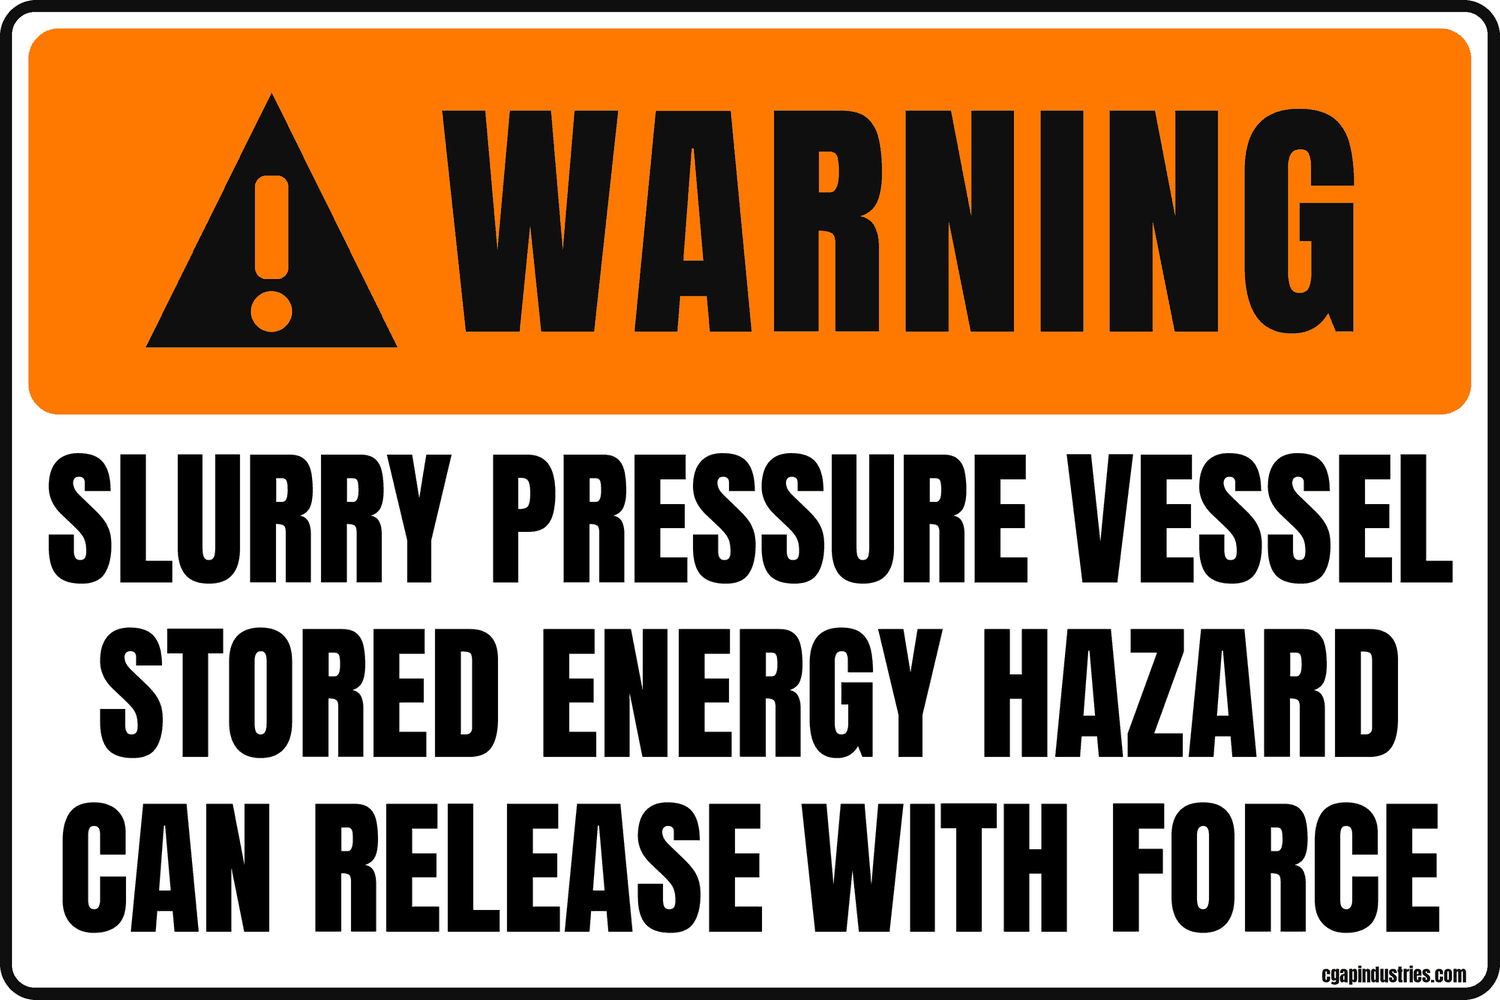 WARNING
SLURRY PRESSURE VESSEL
STORED ENERGY HAZARD
CAN RELEASE WITH FORCE
cgapindustries.com